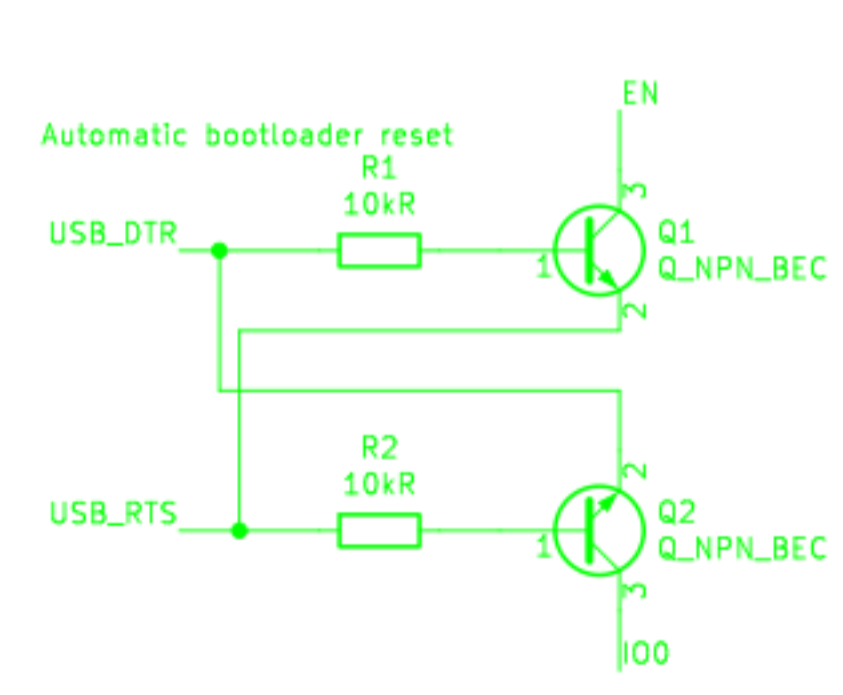 EN
Automatic bootloader reset
R1
10kR
3
USB_DTR
Q1
1
Q_NPN_BEC
2
R2
10kR
2
USB_RTS
Q2
1
Q_NPN_BEC
3
IO0